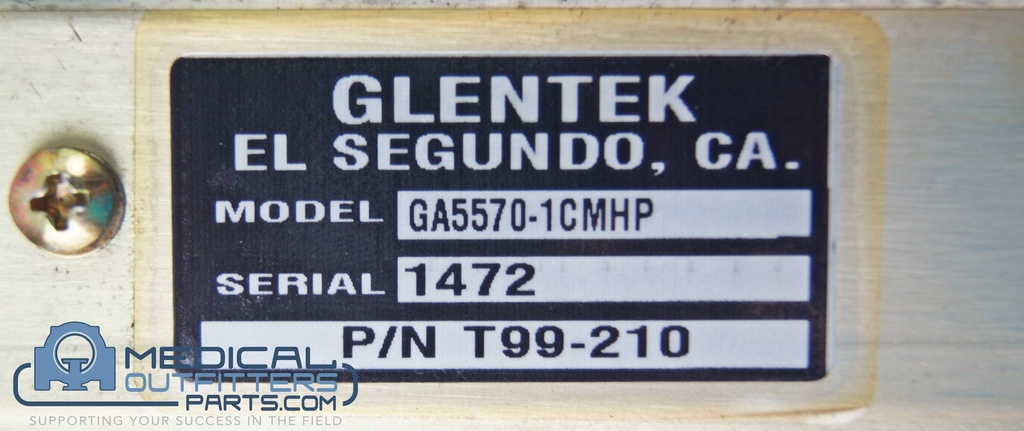 GLENTEK
EL SEGUNDO, CA.
MODEL GA5570-1CMHP
SERIAL 1472
P/N T99-210
MEDICAL
OUTFITTERS
PARTS.COM
SUPPORTING YOUR SUCCESS IN THE FIELD